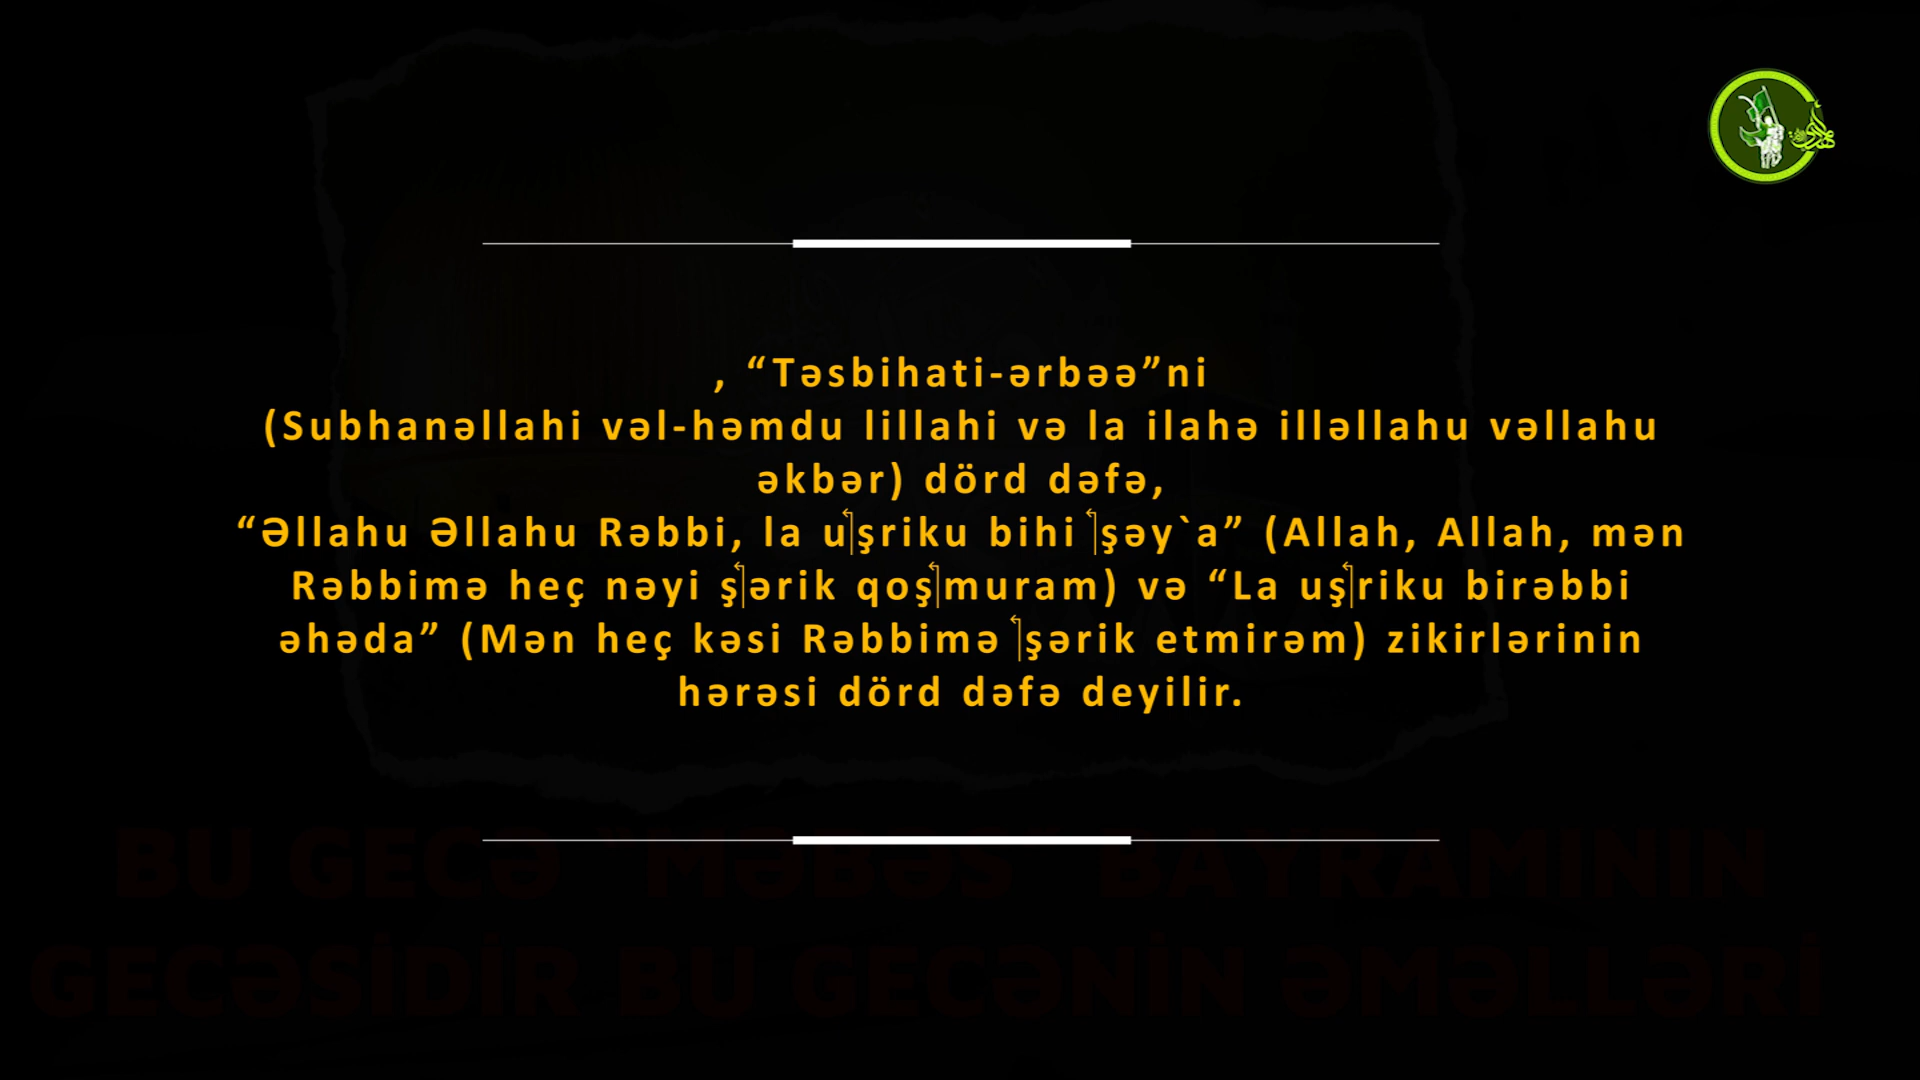 , “Təsbihati-ərbəə”ni
(Subhanəllahi vəl-həmdu lillahi və la ilahə illəllahu vəllahu
əkbər) dörd dəfə,
“Əllahu Əllahu Rəbbi, la uşriku bihi şəy`a” (Allah, Allah, mən
Rəbbimə heç nəyi şərik qoşmuram) və “La uşriku birəbbi
əhəda” (Mən heç kəsi Rəbbimə şərik etmirəm) zikirlərinin
hərəsi dörd dəfə deyilir.
BU GECƏ "MƏBƏS" BAYRAMININ
GECƏSİDİR BU GECƏNİN ƏMƏLLƏRİ